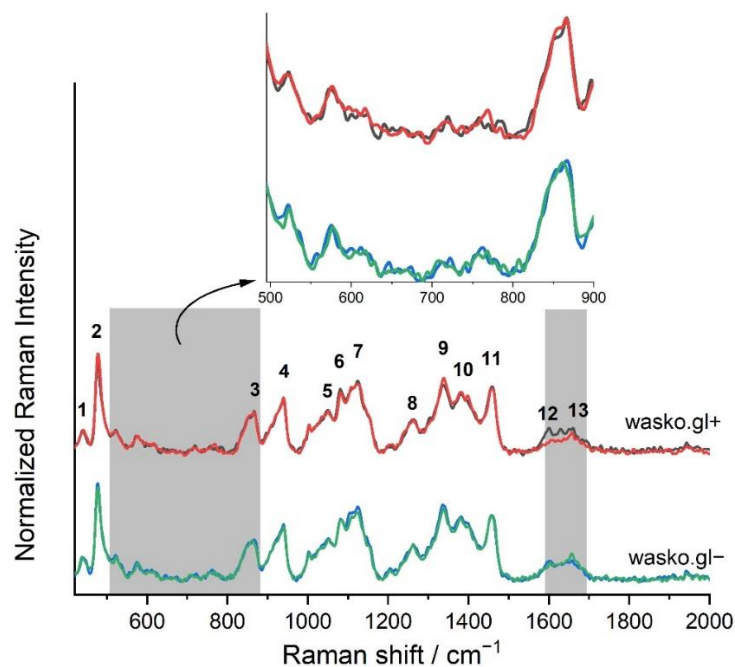 500 600 700 800 900
Normalized Raman Intensity
1 2 3 4 5 6 7 8 9 10 11 12 13
wasko.gl+
wasko.gl−
600 800 1000 1200 1400 1600 1800 2000
Raman shift / cm⁻¹